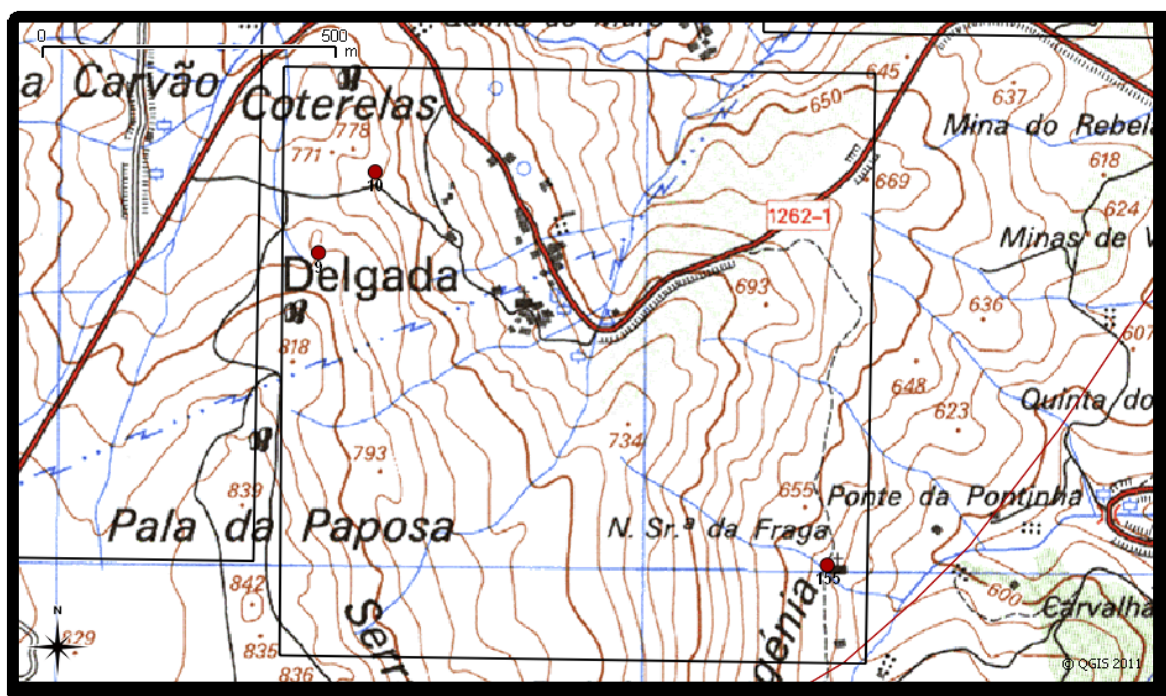 0 500
m
a Carvão
Coterelas
778
771
10
645
650
637
Mina do Rebel
618
669
624
1262-1
Minas de V
9
Delgada
693
636
607
818
648
623
Quinta do
734
793
839
655
Ponte da Pontinha
Pala da Paposa
N. Sr.ª da Fraga
155
842
600
Carvalha
N
829
835
836
Serr
génia
© QGIS 2011